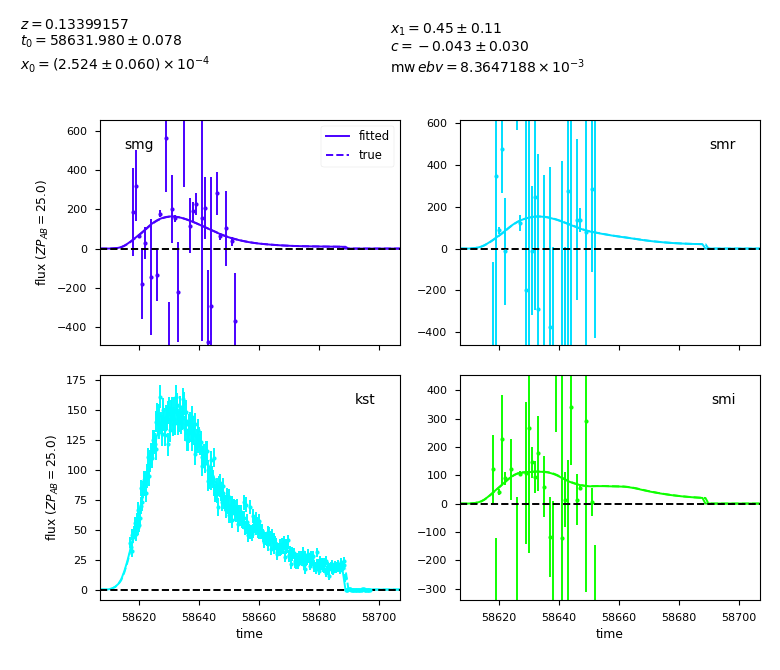 z = 0.13399157
t₀ = 58631.980 ± 0.078
x₀ = (2.524 ± 0.060) × 10⁻⁴
x₁ = 0.45 ± 0.11
c = −0.043 ± 0.030
mw ebv = 8.3647188 × 10⁻³
smg
fitted
true
600
400
200
0
−200
−400
flux (ZP_AB = 25.0)
smr
600
400
200
0
−200
−400
kst
175
150
125
100
75
50
25
0
flux (ZP_AB = 25.0)
58620 58640 58660 58680 58700
time
smi
400
300
200
100
0
−100
−200
−300
58620 58640 58660 58680 58700
time